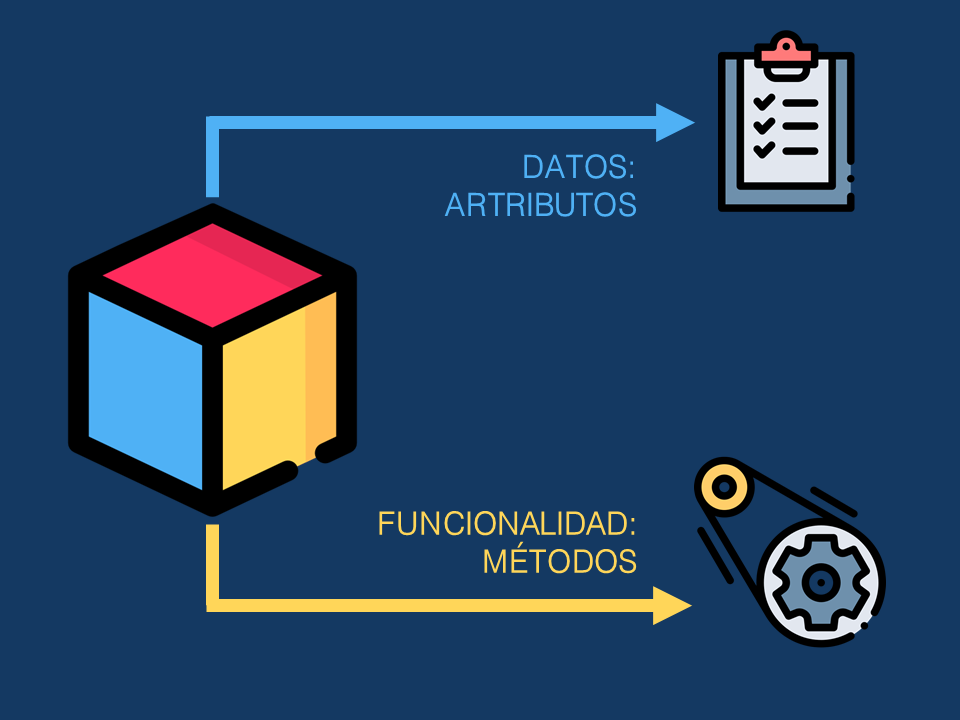 DATOS:
ARTRIBUTOS
FUNCIONALIDAD:
MÉTODOS